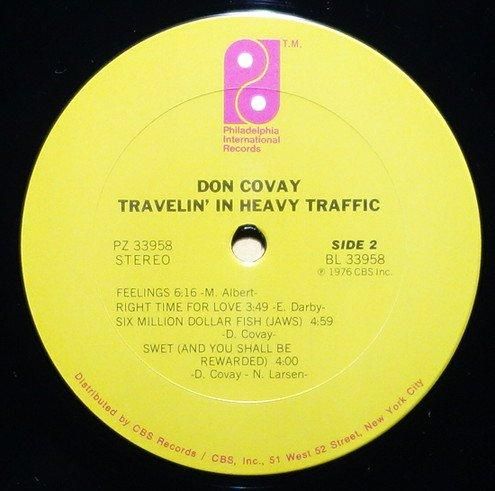 T.M.
Philadelphia
International
Records
DON COVAY
TRAVELIN' IN HEAVY TRAFFIC
PZ 33958
STEREO
SIDE 2
BL 33958
℗ 1976 CBS Inc.
FEELINGS 6:16 -M. Albert-
RIGHT TIME FOR LOVE 3:49 -E. Darby-
SIX MILLION DOLLAR FISH (JAWS) 4:59
-D. Covay-
SWET (AND YOU SHALL BE
REWARDED) 4:00
-D. Covay - N. Larsen-
Distributed by CBS Records / CBS, Inc., 51 West 52 Street, New York City